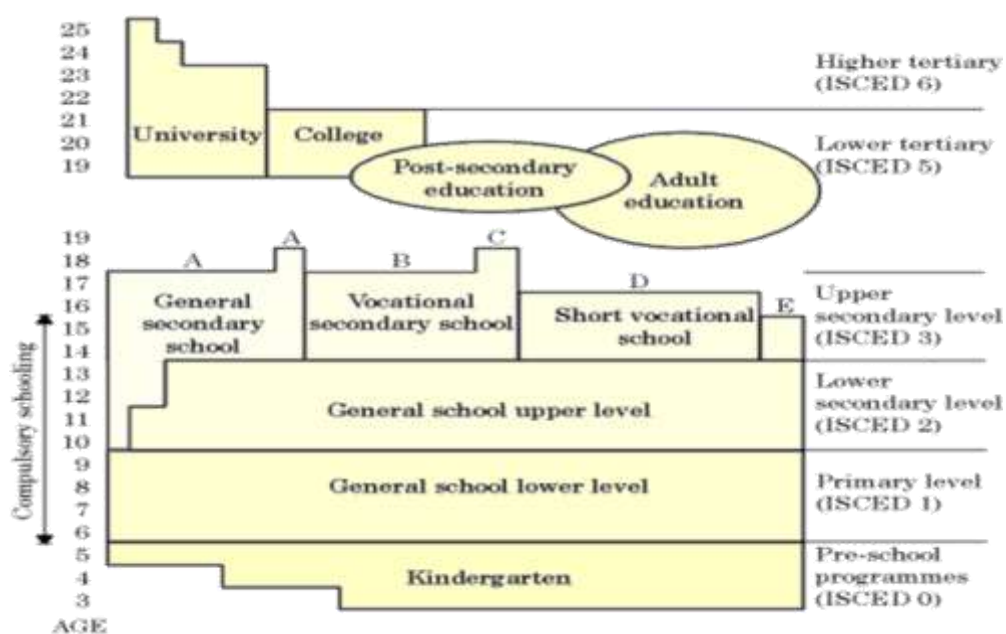 25
24
23
22
21
20
19
University
College
Post-secondary
education
Adult
education
Higher tertiary
(ISCED 6)
Lower tertiary
(ISCED 5)
19
18
17
16
15
14
13
12
11
10
9
8
7
6
5
4
3
AGE
Compulsory schooling
A
A
B
C
D
E
General
secondary
school
Vocational
secondary school
Short vocational
school
Upper
secondary level
(ISCED 3)
General school upper level
Lower
secondary level
(ISCED 2)
General school lower level
Primary level
(ISCED 1)
Kindergarten
Pre-school
programmes
(ISCED 0)